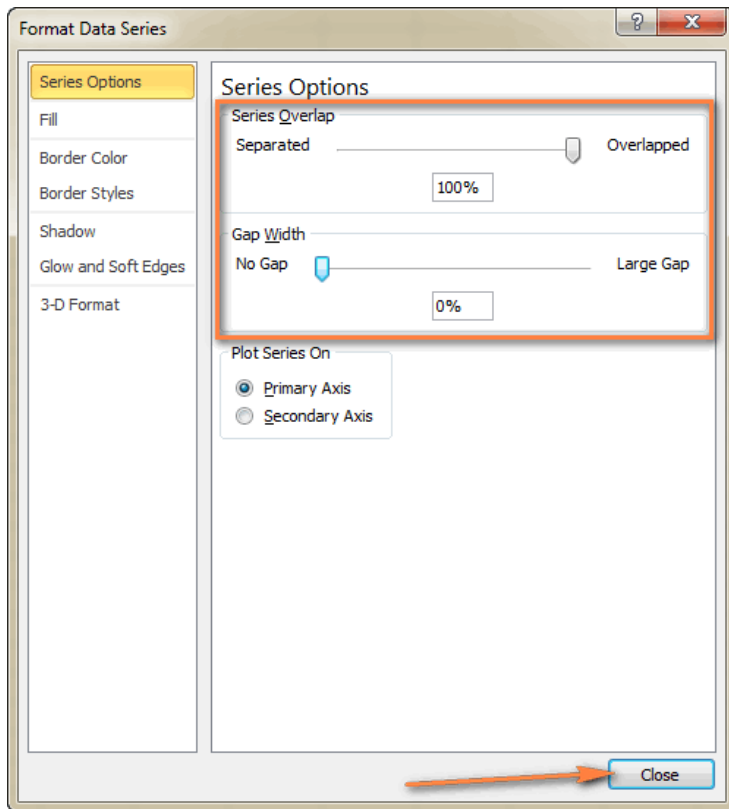 Format Data Series
?
X
Series Options
Fill
Border Color
Border Styles
Shadow
Glow and Soft Edges
3-D Format
Series Options
Series Overlap
Separated Overlapped
100%
Gap Width
No Gap Large Gap
0%
Plot Series On
Primary Axis
Secondary Axis
Close